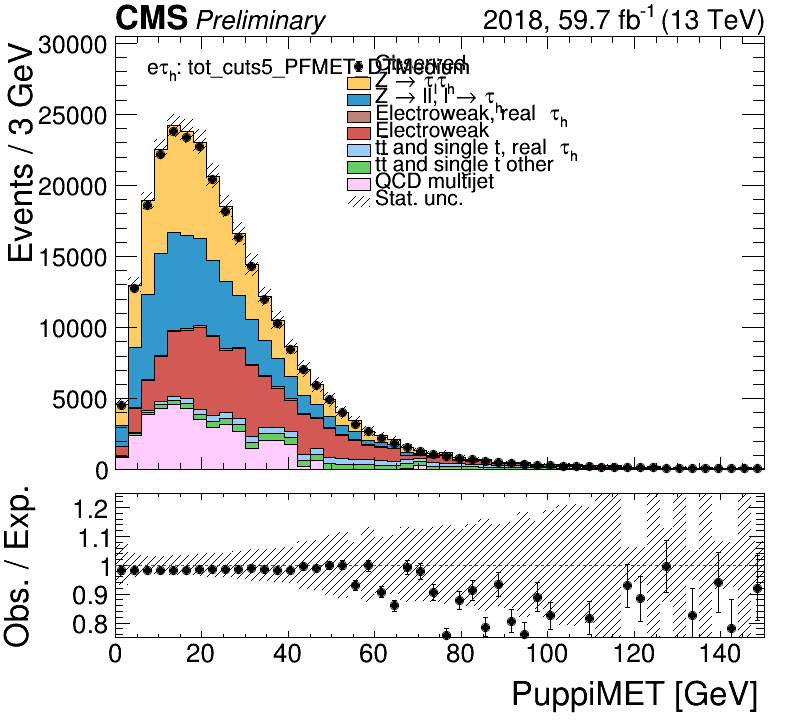 CMS Preliminary 2018, 59.7 fb⁻¹ (13 TeV)
Events / 3 GeV
30000
25000
20000
15000
10000
5000
0
eτh: tot_cuts5_PFMET_DTMedium
Observed
Z → τlτh
Z → ll, l → τh
Electroweak, real τh
Electroweak
tt and single t, real τh
tt and single t other
QCD multijet
Stat. unc.
Obs. / Exp.
1.2
1.1
1
0.9
0.8
0 20 40 60 80 100 120 140
PuppiMET [GeV]